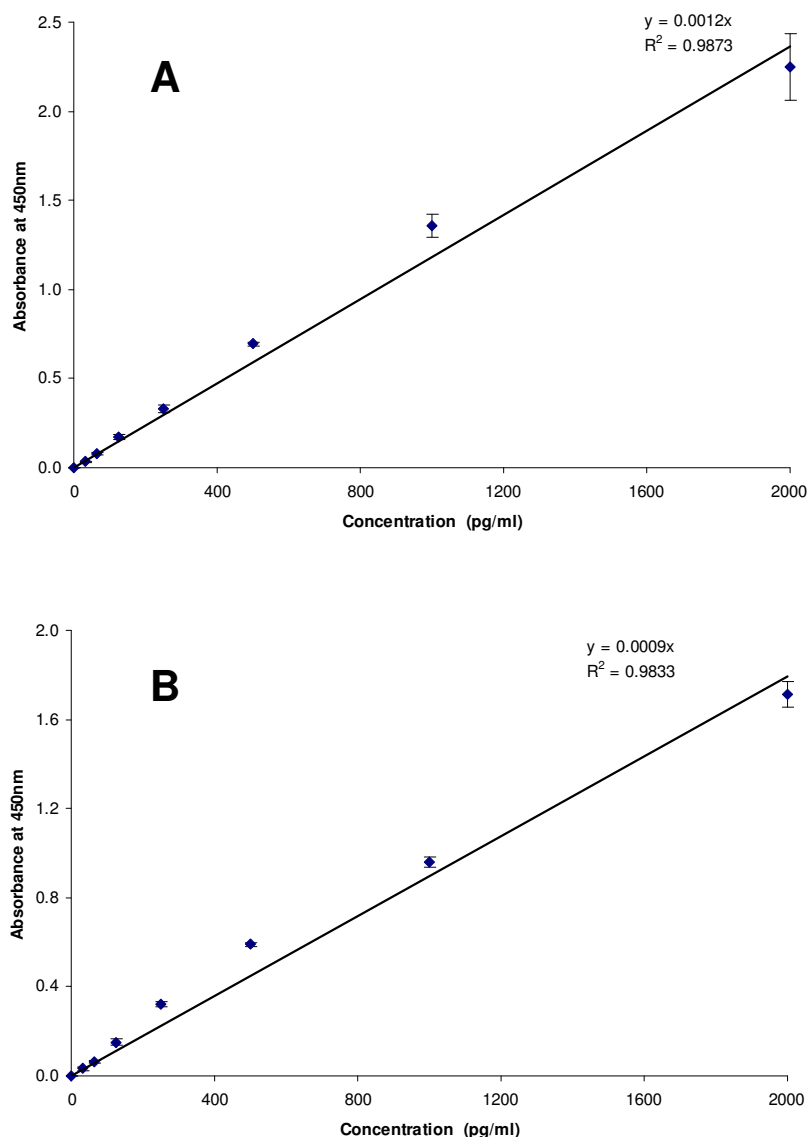 y = 0.0012x
R² = 0.9873
A
2.5
2.0
1.5
1.0
0.5
0.0
Absorbance at 450nm
0 400 800 1200 1600 2000
Concentration (pg/ml)
y = 0.0009x
R² = 0.9833
B
2.0
1.6
1.2
0.8
0.4
0.0
Absorbance at 450nm
0 400 800 1200 1600 2000
Concentration (pg/ml)